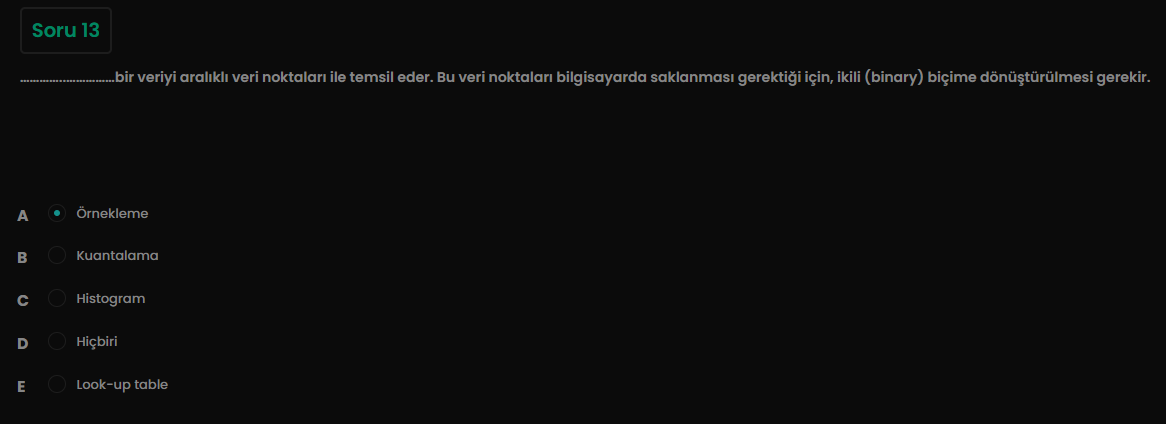 Soru 13
..............................bir veriyi aralıklı veri noktaları ile temsil eder. Bu veri noktaları bilgisayarda saklanması gerektiği için, ikili (binary) biçime dönüştürülmesi gerekir.
A Örnekleme
B Kuantalama
C Histogram
D Hiçbiri
E Look-up table